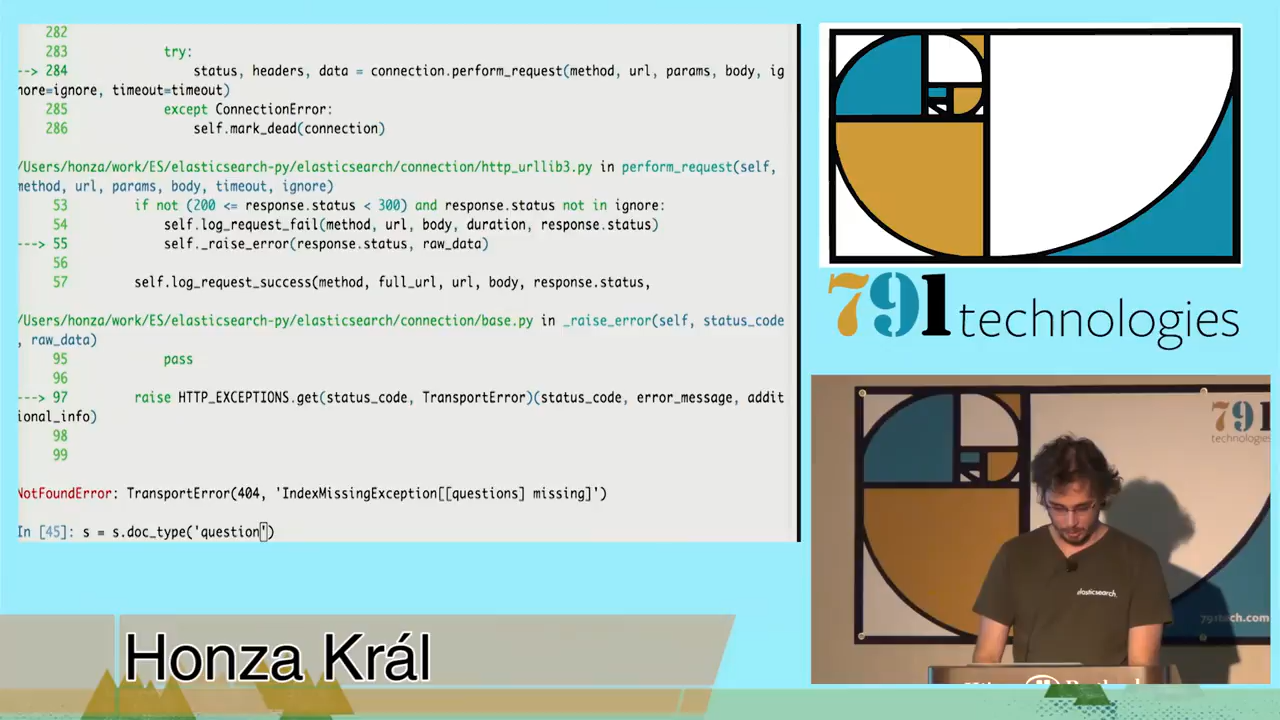 282
283 try:
--> 284 status, headers, data = connection.perform_request(method, url, params, body, ig
nore=ignore, timeout=timeout)
285 except ConnectionError:
286 self.mark_dead(connection)
/Users/honza/work/ES/elasticsearch-py/elasticsearch/connection/http_urllib3.py in perform_request(self,
method, url, params, body, timeout, ignore)
53 if not (200 <= response.status < 300) and response.status not in ignore:
54 self.log_request_fail(method, url, body, duration, response.status)
---> 55 self._raise_error(response.status, raw_data)
56
57 self.log_request_success(method, full_url, url, body, response.status,
/Users/honza/work/ES/elasticsearch-py/elasticsearch/connection/base.py in _raise_error(self, status_code
, raw_data)
95 pass
96
---> 97 raise HTTP_EXCEPTIONS.get(status_code, TransportError)(status_code, error_message, addit
ional_info)
98
99
NotFoundError: TransportError(404, 'IndexMissingException[[questions] missing]')
In [45]: s = s.doc_type('question')
791 technologies
791
technologies
elasticsearch.
791tech.com
Honza Král